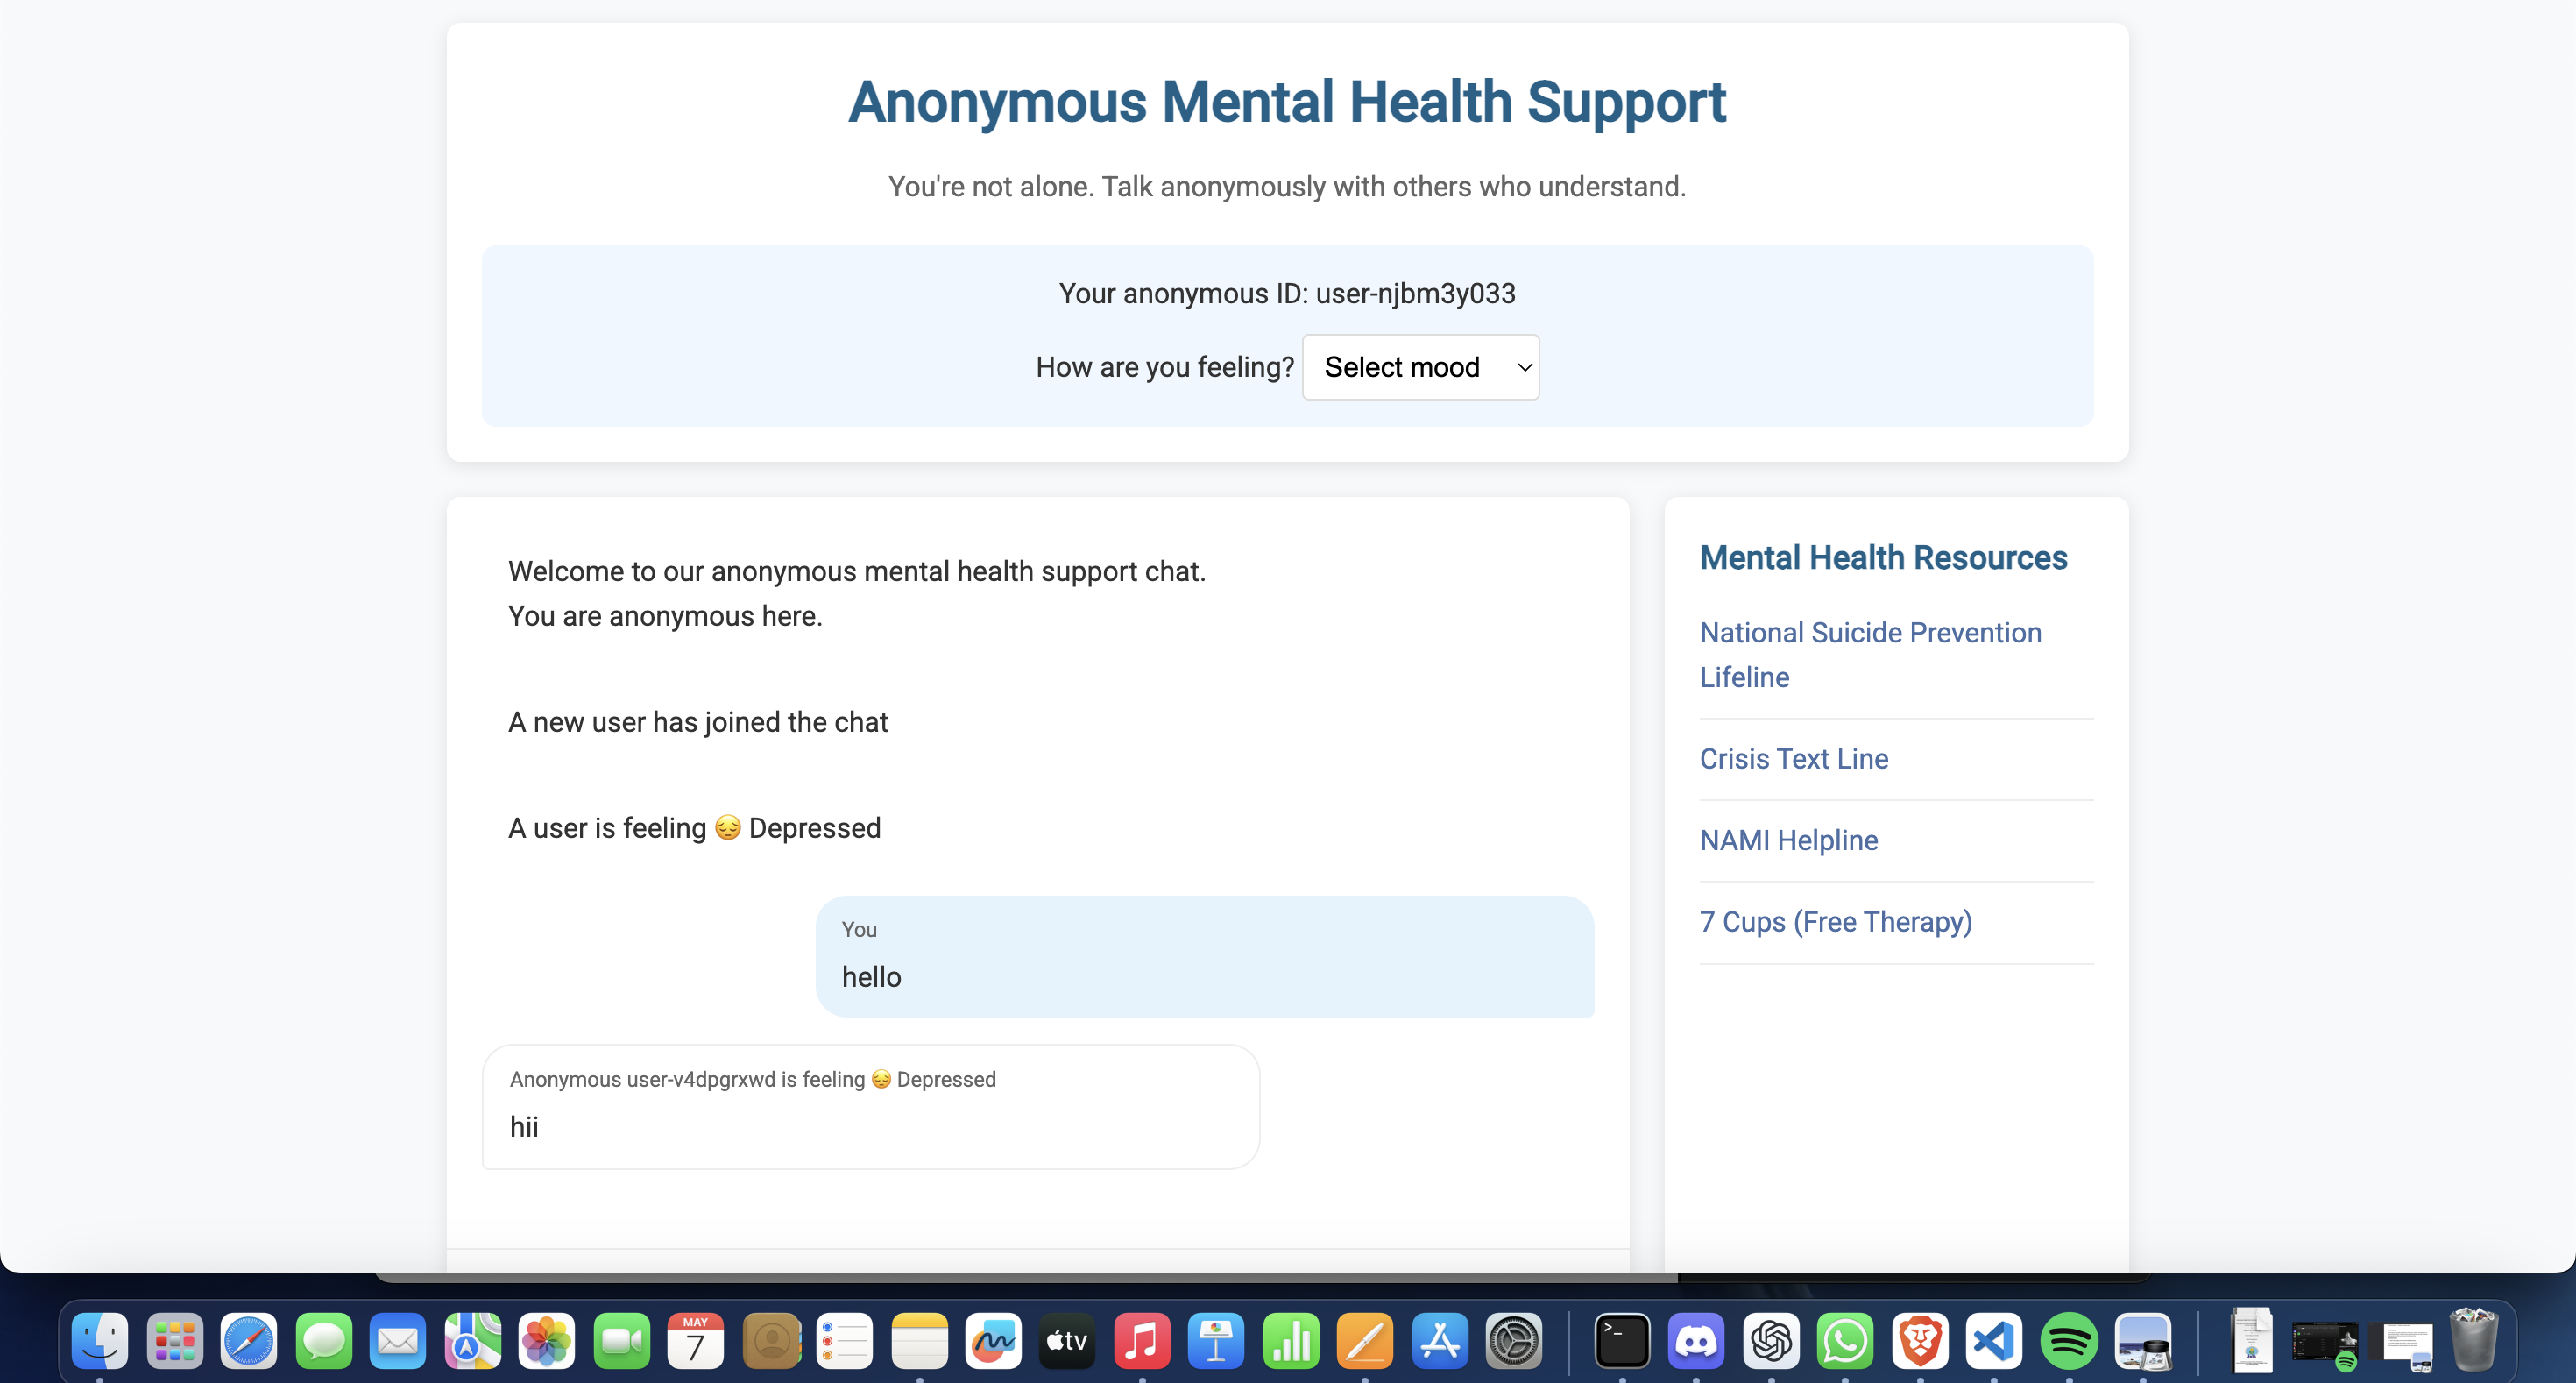 Anonymous Mental Health Support
You're not alone. Talk anonymously with others who understand.
Your anonymous ID: user-njbm3y033
How are you feeling? Select mood
Welcome to our anonymous mental health support chat.
You are anonymous here.
A new user has joined the chat
A user is feeling 😔 Depressed
You
hello
Anonymous user-v4dpgrxwd is feeling 😔 Depressed
hii
Mental Health Resources
National Suicide Prevention
Lifeline
Crisis Text Line
NAMI Helpline
7 Cups (Free Therapy)
MAY
7
tv
>_